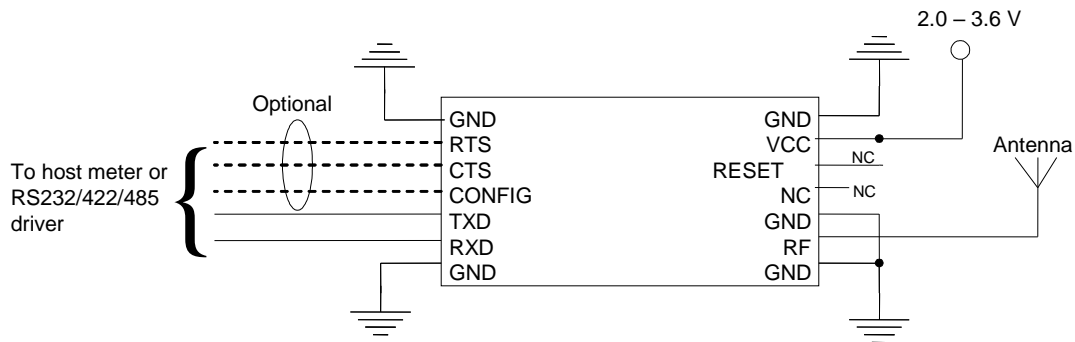 2.0 – 3.6 V
Optional
GND
RTS
CTS
CONFIG
TXD
RXD
GND
To host meter or
RS232/422/485
driver
GND
VCC
RESET
NC
NC
NC
GND
RF
GND
Antenna